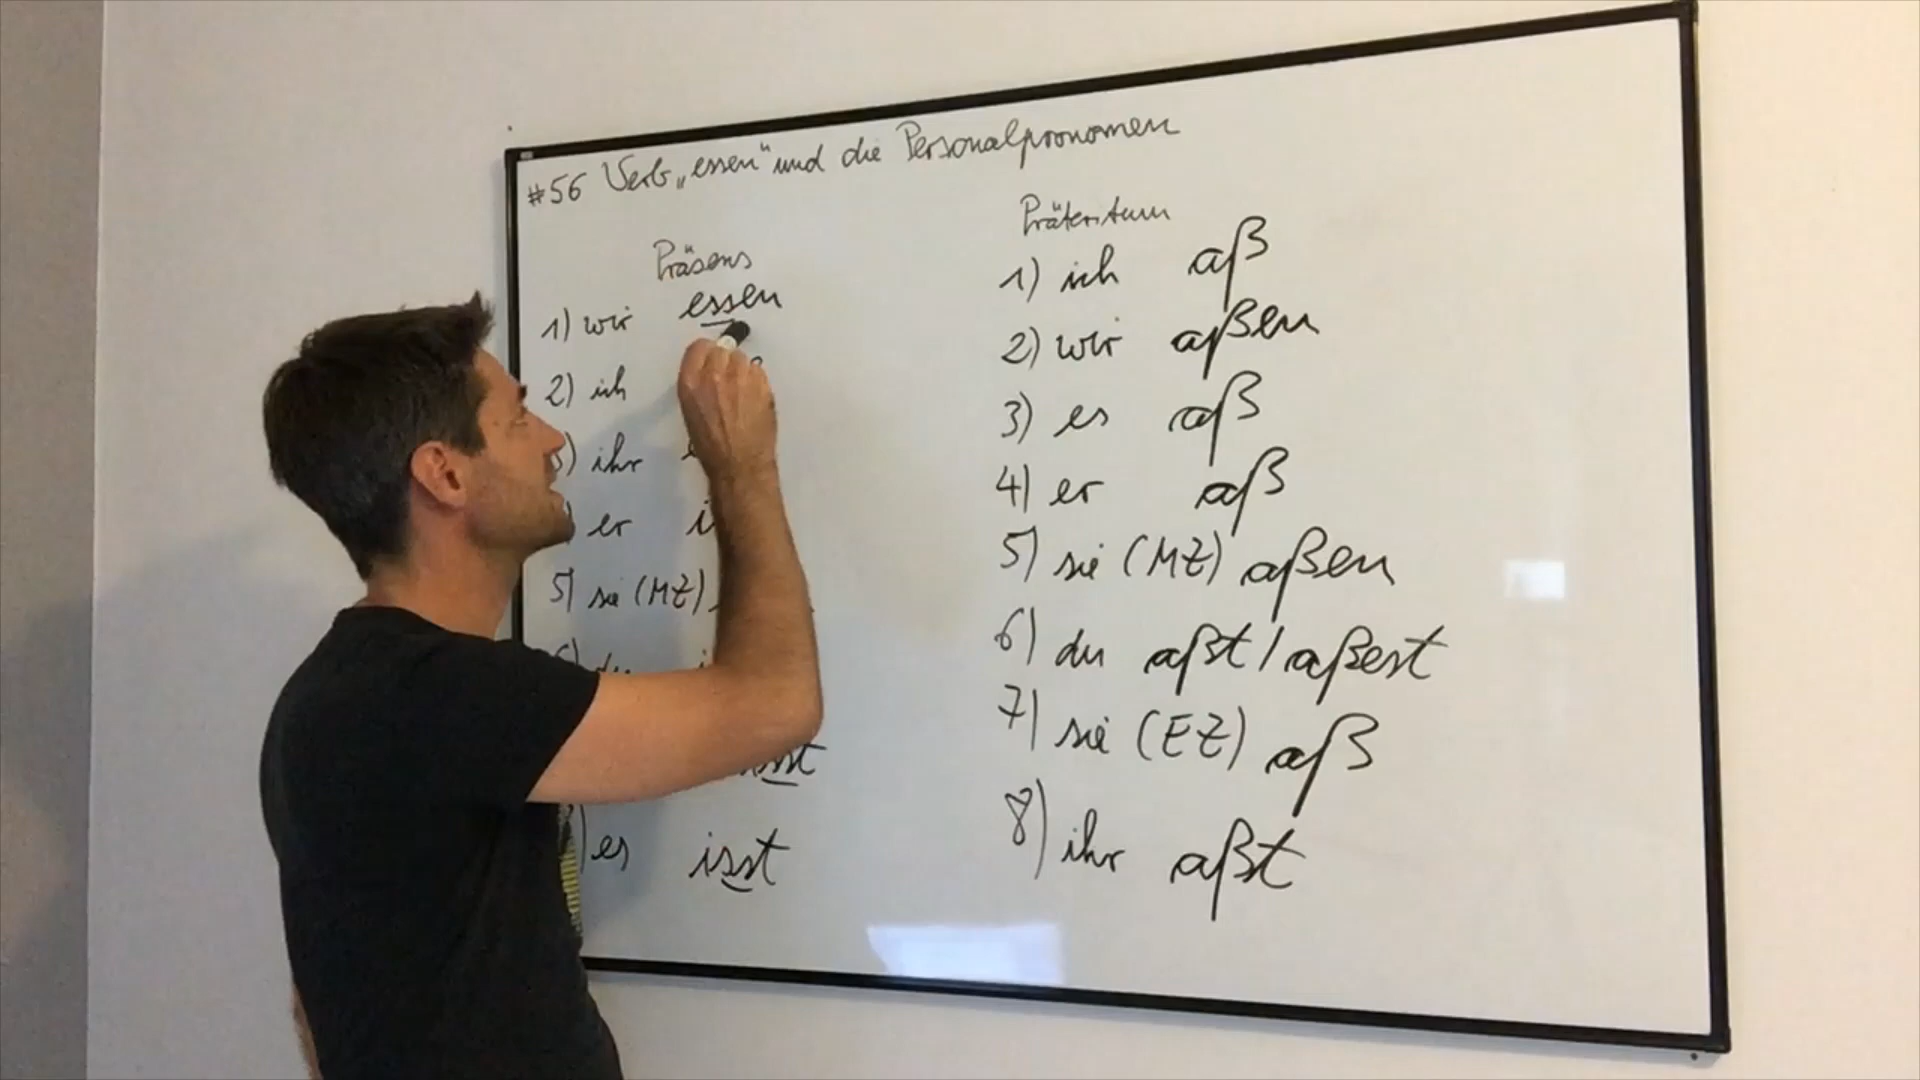 #56 Verb „essen“ und die Personalpronomen
Präsens
1) wir essen
2) ich
) ihr
) er
5) sie (MZ)
isst
) es isst
Präteritum
1) ich aß
2) wir aßen
3) es aß
4) er aß
5) sie (MZ) aßen
6) du aßt / aßest
7) sie (EZ) aß
8) ihr aßt